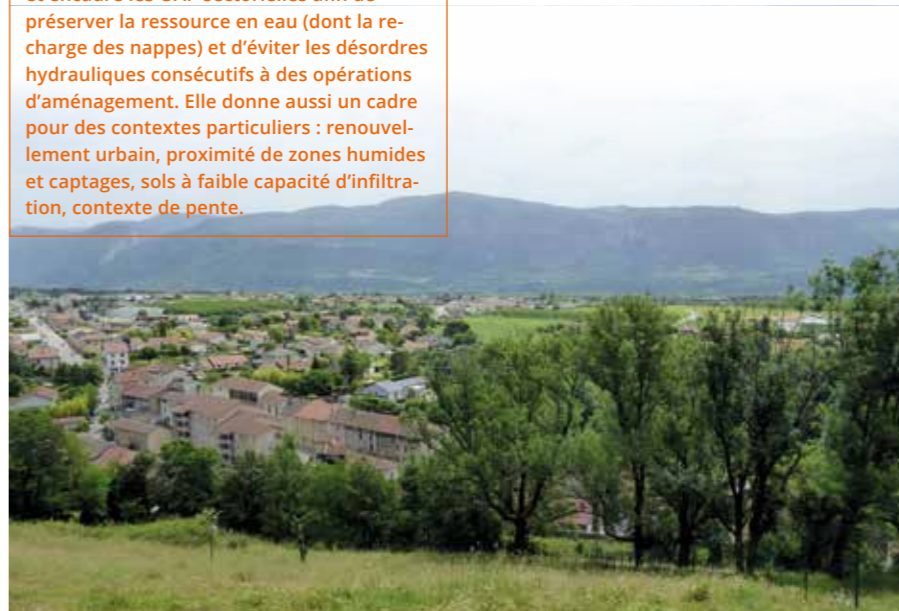 préserver la ressource en eau (dont la re-
charge des nappes) et d'éviter les désordres
hydrauliques consécutifs à des opérations
d'aménagement. Elle donne aussi un cadre
pour des contextes particuliers : renouvel-
lement urbain, proximité de zones humides
et captages, sols à faible capacité d'infiltra-
tion, contexte de pente.